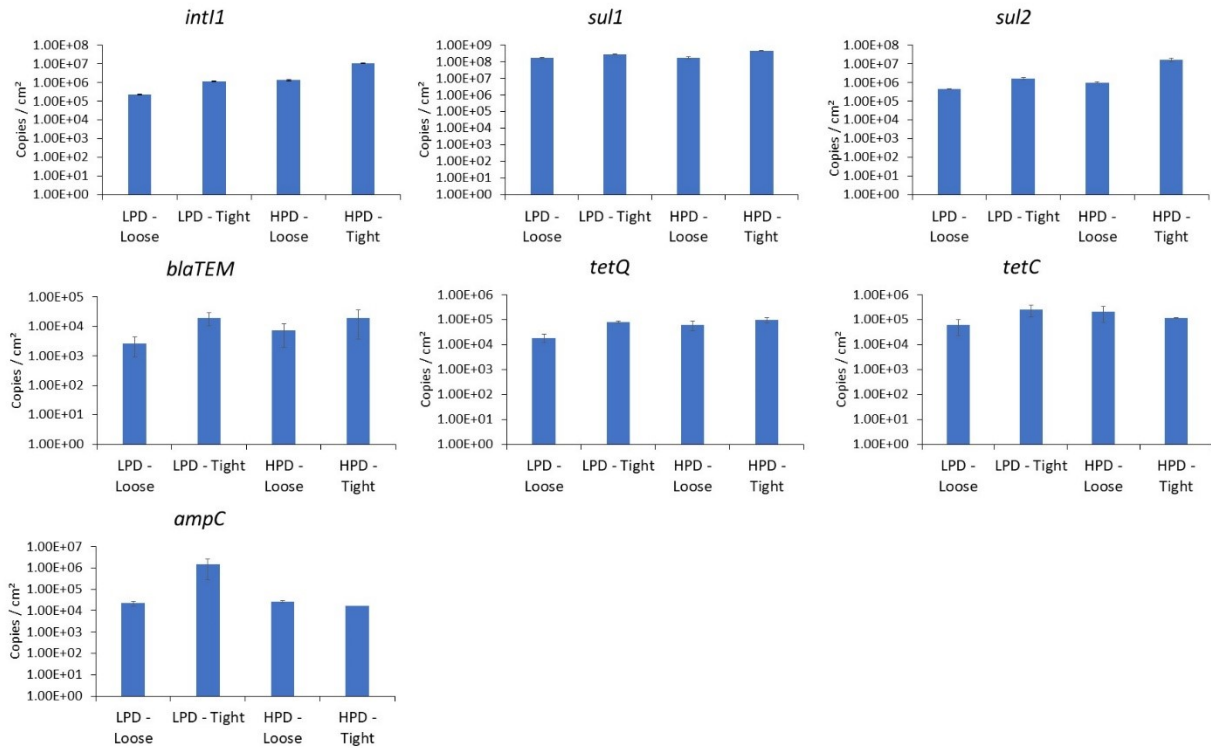 intI1
Copies / cm²
1.00E+08
1.00E+07
1.00E+06
1.00E+05
1.00E+04
1.00E+03
1.00E+02
1.00E+01
1.00E+00
LPD - Loose
LPD - Tight
HPD - Loose
HPD - Tight
sul1
Copies / cm²
1.00E+09
1.00E+08
1.00E+07
1.00E+06
1.00E+05
1.00E+04
1.00E+03
1.00E+02
1.00E+01
1.00E+00
LPD - Loose
LPD - Tight
HPD - Loose
HPD - Tight
sul2
Copies / cm²
1.00E+08
1.00E+07
1.00E+06
1.00E+05
1.00E+04
1.00E+03
1.00E+02
1.00E+01
1.00E+00
LPD - Loose
LPD - Tight
HPD - Loose
HPD - Tight
blaTEM
Copies / cm²
1.00E+05
1.00E+04
1.00E+03
1.00E+02
1.00E+01
1.00E+00
LPD - Loose
LPD - Tight
HPD - Loose
HPD - Tight
tetQ
Copies / cm²
1.00E+06
1.00E+05
1.00E+04
1.00E+03
1.00E+02
1.00E+01
1.00E+00
LPD - Loose
LPD - Tight
HPD - Loose
HPD - Tight
tetC
Copies / cm²
1.00E+06
1.00E+05
1.00E+04
1.00E+03
1.00E+02
1.00E+01
1.00E+00
LPD - Loose
LPD - Tight
HPD - Loose
HPD - Tight
ampC
Copies / cm²
1.00E+07
1.00E+06
1.00E+05
1.00E+04
1.00E+03
1.00E+02
1.00E+01
1.00E+00
LPD - Loose
LPD - Tight
HPD - Loose
HPD - Tight